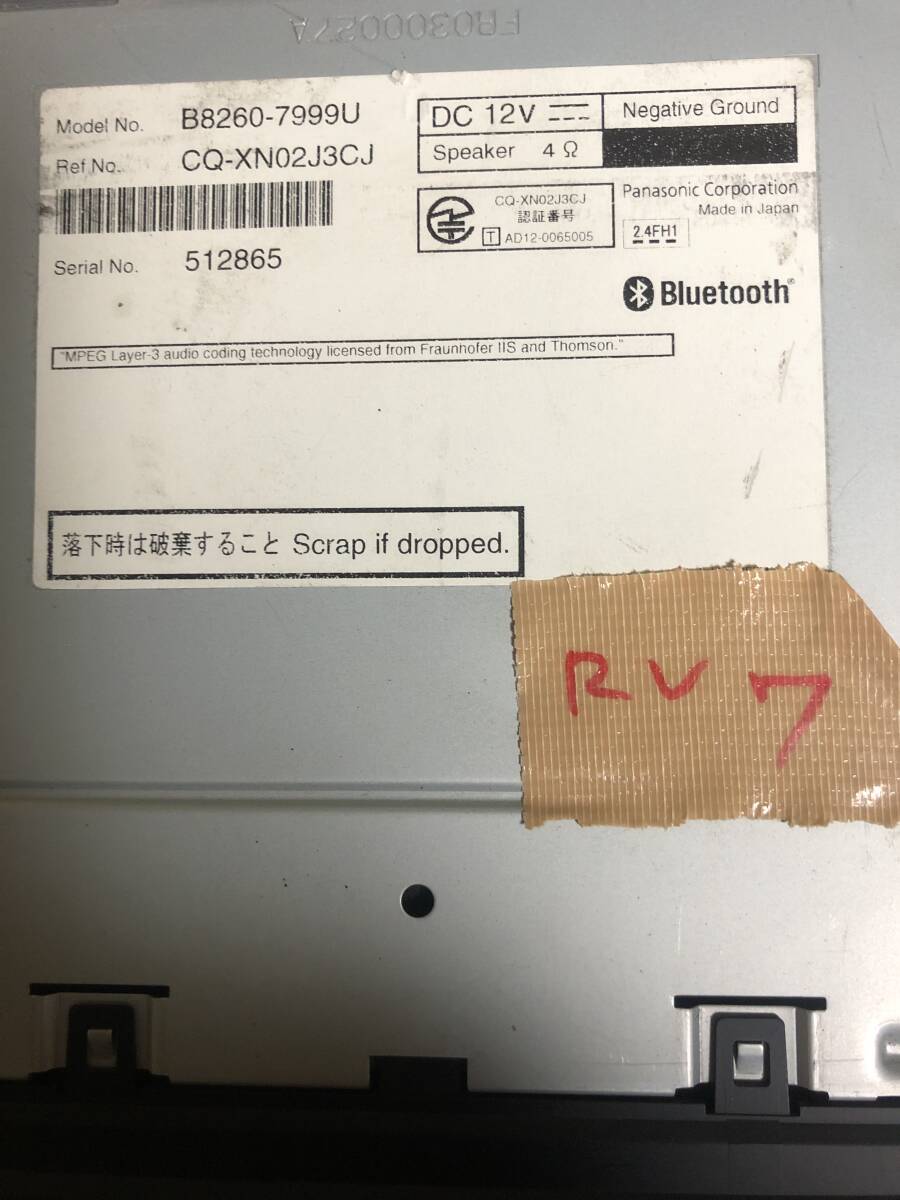 FR0300027A
Model No. B8260-7999U
Ref No. CQ-XN02J3CJ
Serial No. 512865
DC 12V Negative Ground
Speaker 4 Ω
CQ-XN02J3CJ
認証番号
T AD12-0065005
Panasonic Corporation
Made in Japan
2.4FH1
Bluetooth®
"MPEG Layer-3 audio coding technology licensed from Fraunhofer IIS and Thomson."
落下時は破棄すること Scrap if dropped.
RV 7